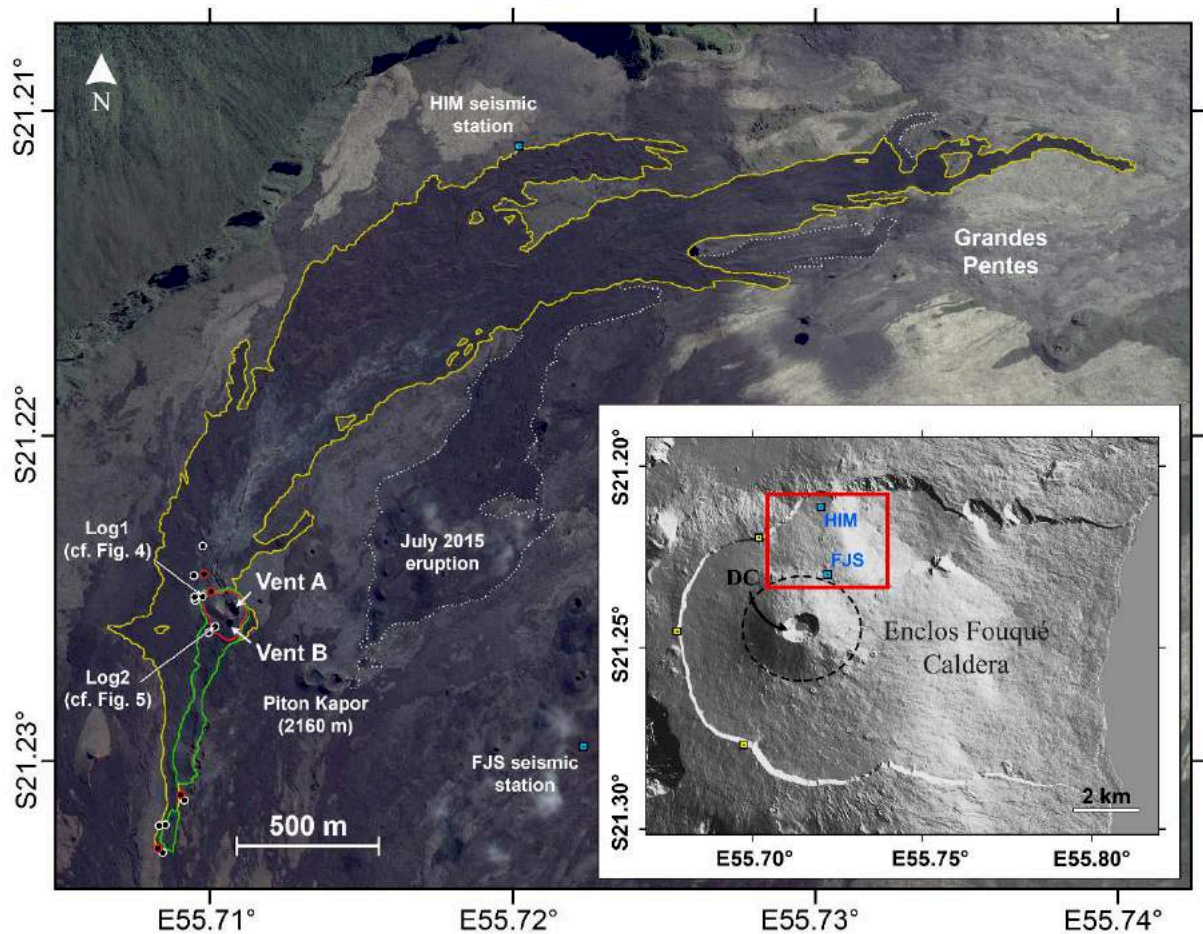 N
HIM seismic
station
Grandes
Pentes
July 2015
eruption
Log1
(cf. Fig. 4)
Vent A
Vent B
Log2
(cf. Fig. 5)
Piton Kapor
(2160 m)
FJS seismic
station
500 m
S21.21°
S21.22°
S21.23°
E55.71°
E55.72°
E55.73°
E55.74°
S21.20°
S21.25°
S21.30°
HIM
FJS
DC
Enclos Fouqué
Caldera
2 km
E55.70°
E55.75°
E55.80°